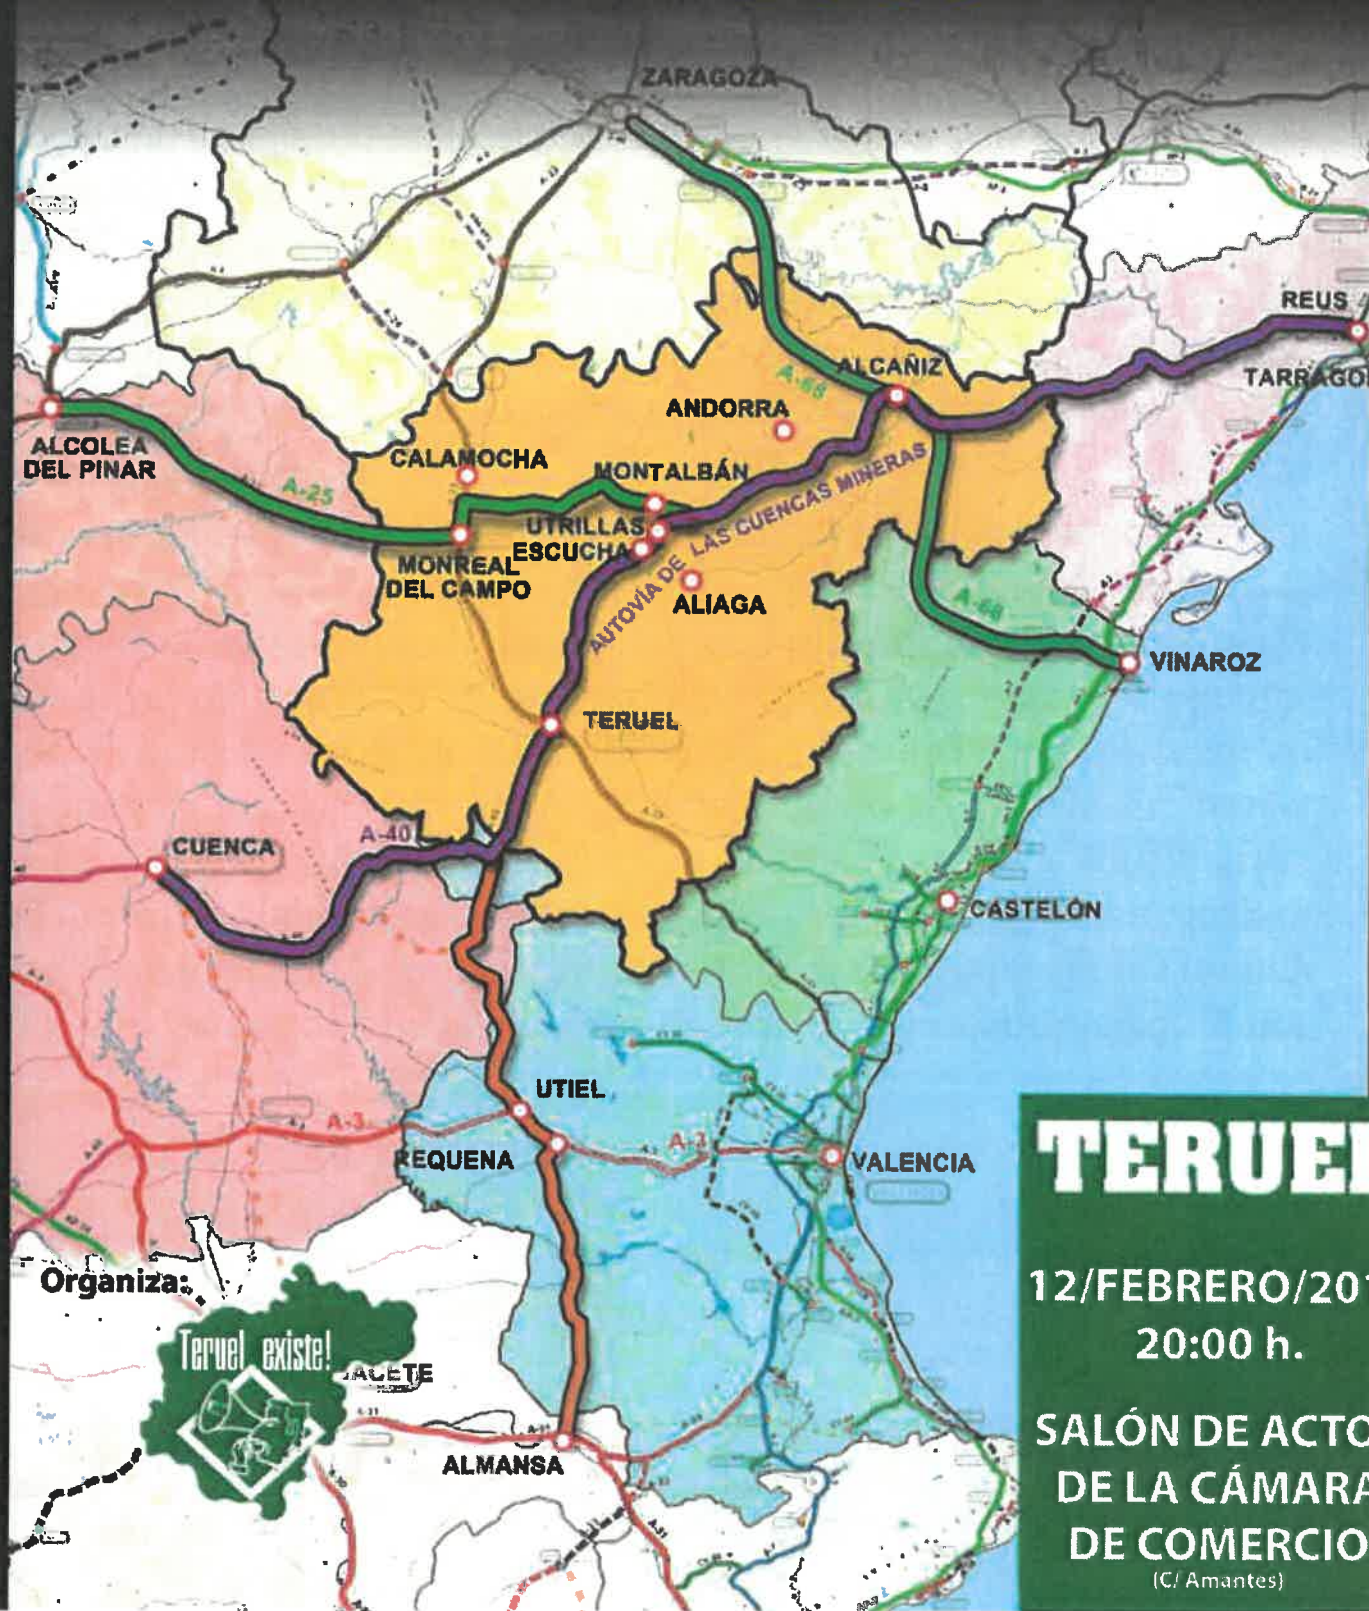 ZARAGOZA
REUS
TARRAGO
ALCAÑIZ
A-68
ANDORRA
ALCOLEA
DEL PINAR
CALAMOCHA
MONTALBÁN
A-25
UTRILLAS
ESCUCHA
AUTOVÍA DE LAS CUENCAS MINERAS
MONREAL
DEL CAMPO
ALIAGA
A-68
VINAROZ
TERUEL
A-40
CUENCA
CASTELÓN
UTIEL
A-3
REQUENA
A-3
VALENCIA
TERUEL
12/FEBRERO/201
20:00 h.
SALÓN DE ACTO
DE LA CÁMARA
DE COMERCIO
(C/ Amantes)
Organiza:
Teruel existe!
ACETE
ALMANSA